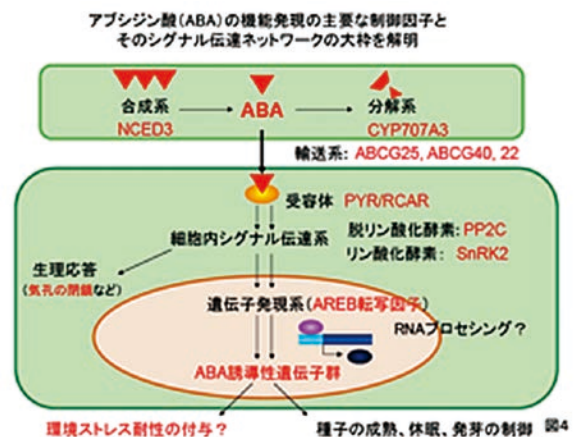 アブシジン酸(ABA)の機能発現の主要な制御因子と
そのシグナル伝達ネットワークの大枠を解明
合成系
NCED3
ABA
分解系
CYP707A3
輸送系: ABCG25, ABCG40, 22
受容体 PYR/RCAR
細胞内シグナル伝達系
脱リン酸化酵素:PP2C
リン酸化酵素: SnRK2
生理応答
(気孔の閉鎖など)
遺伝子発現系(AREB転写因子)
RNAプロセシング?
ABA誘導性遺伝子群
環境ストレス耐性の付与?
種子の成熟、休眠、発芽の制御
図4